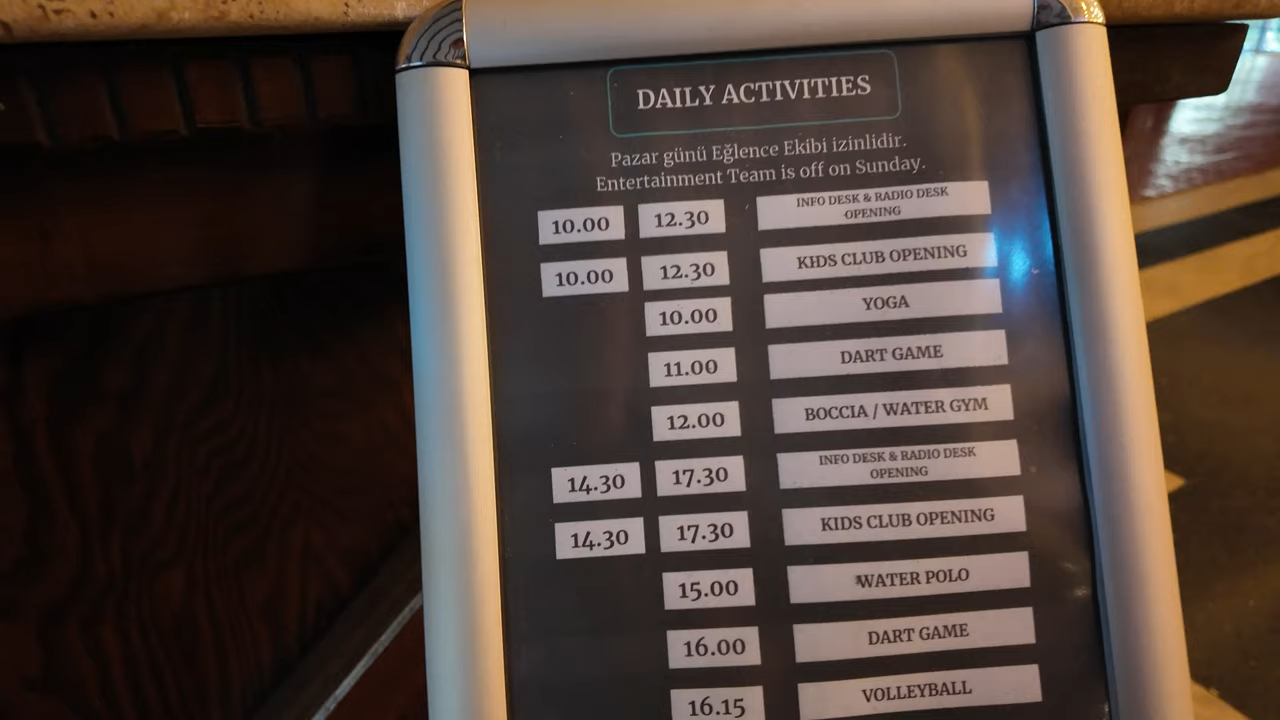 DAILY ACTIVITIES
Pazar günü Eğlence Ekibi izinlidir.
Entertainment Team is off on Sunday.
10.00 12.30 INFO DESK & RADIO DESK
OPENING
10.00 12.30 KIDS CLUB OPENING
10.00 YOGA
11.00 DART GAME
12.00 BOCCIA / WATER GYM
14.30 17.30 INFO DESK & RADIO DESK
OPENING
14.30 17.30 KIDS CLUB OPENING
15.00 WATER POLO
16.00 DART GAME
16.15 VOLLEYBALL